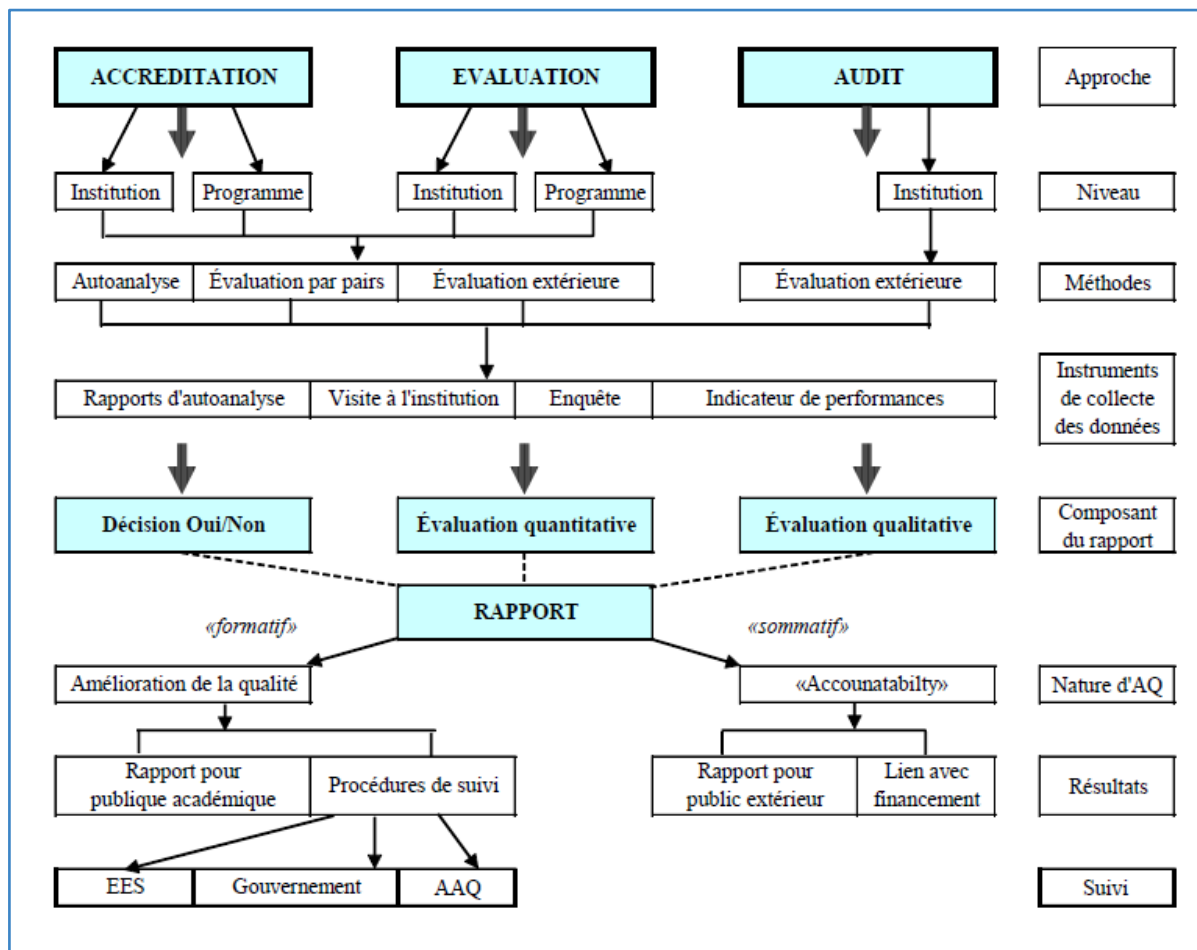 ACCREDITATION
EVALUATION
AUDIT
Approche
Institution
Programme
Institution
Programme
Institution
Niveau
Autoanalyse
Évaluation par pairs
Évaluation extérieure
Évaluation extérieure
Méthodes
Rapports d'autoanalyse
Visite à l'institution
Enquête
Indicateur de performances
Instruments
de collecte
des données
Décision Oui/Non
Évaluation quantitative
Évaluation qualitative
Composant
du rapport
RAPPORT
«formatif»
«sommatif»
Amélioration de la qualité
«Accounatabilty»
Nature d'AQ
Rapport pour
publique académique
Procédures de suivi
Rapport pour
public extérieur
Lien avec
financement
Résultats
EES
Gouvernement
AAQ
Suivi